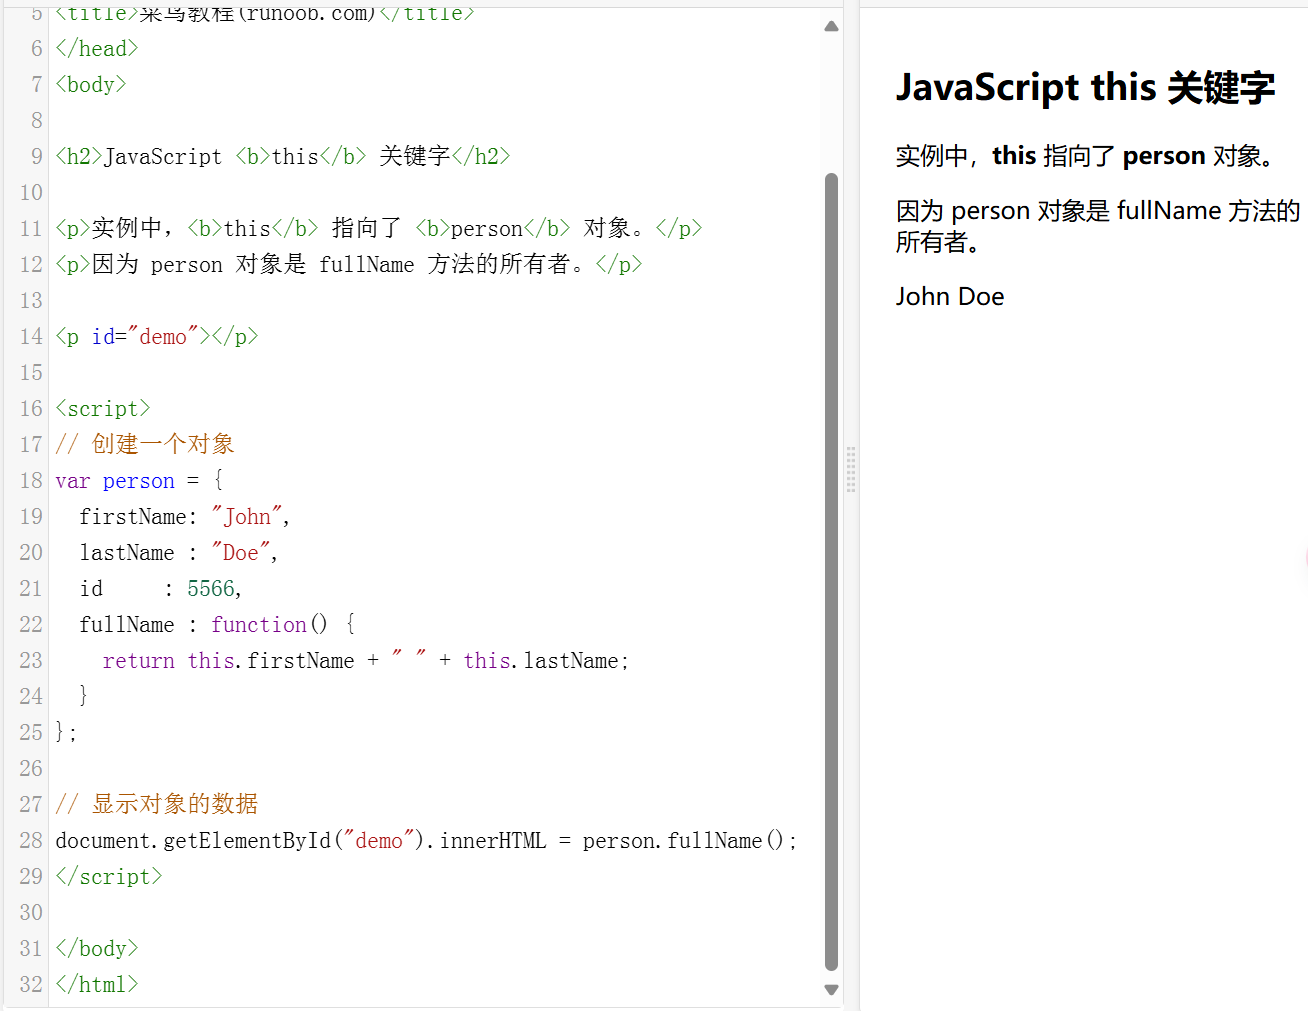 5 <title>菜鸟教程(runoob.com)</title>
6 </head>
7 <body>
8
9 <h2>JavaScript <b>this</b> 关键字</h2>
10
11 <p>实例中，<b>this</b> 指向了 <b>person</b> 对象。</p>
12 <p>因为 person 对象是 fullName 方法的所有者。</p>
13
14 <p id="demo"></p>
15
16 <script>
17 // 创建一个对象
18 var person = {
19   firstName: "John",
20   lastName : "Doe",
21   id     : 5566,
22   fullName : function() {
23     return this.firstName + " " + this.lastName;
24   }
25 };
26
27 // 显示对象的数据
28 document.getElementById("demo").innerHTML = person.fullName();
29 </script>
30
31 </body>
32 </html>
JavaScript this 关键字
实例中，this 指向了 person 对象。
因为 person 对象是 fullName 方法的
所有者。
John Doe